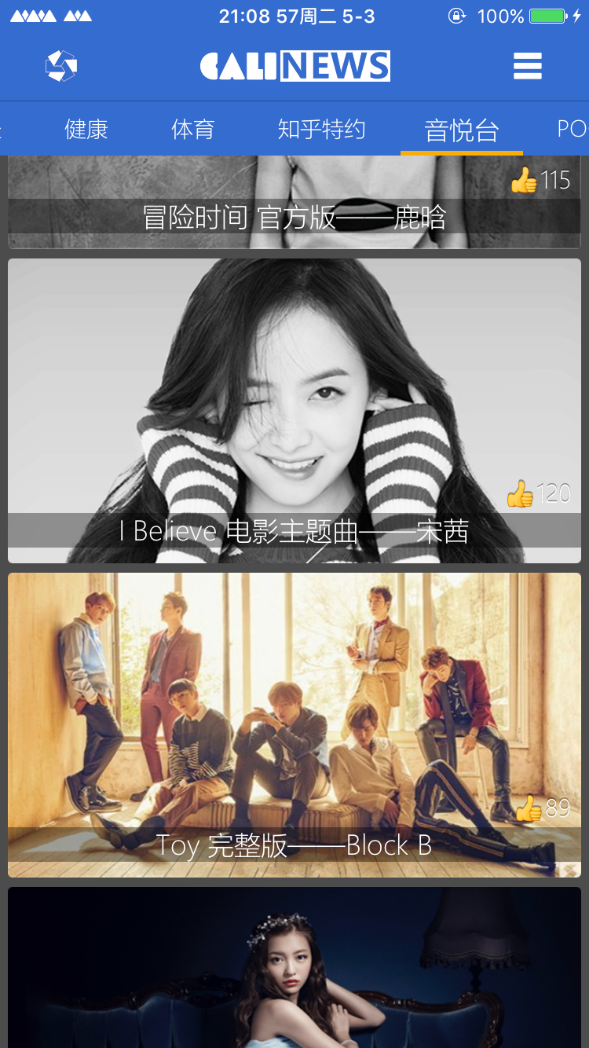 21:08 57周二 5-3
100%
CALINEWS
健康
体育
知乎特约
音悦台
PO
115
冒险时间 官方版——鹿晗
120
I Believe 电影主题曲——宋茜
89
Toy 完整版——Block B